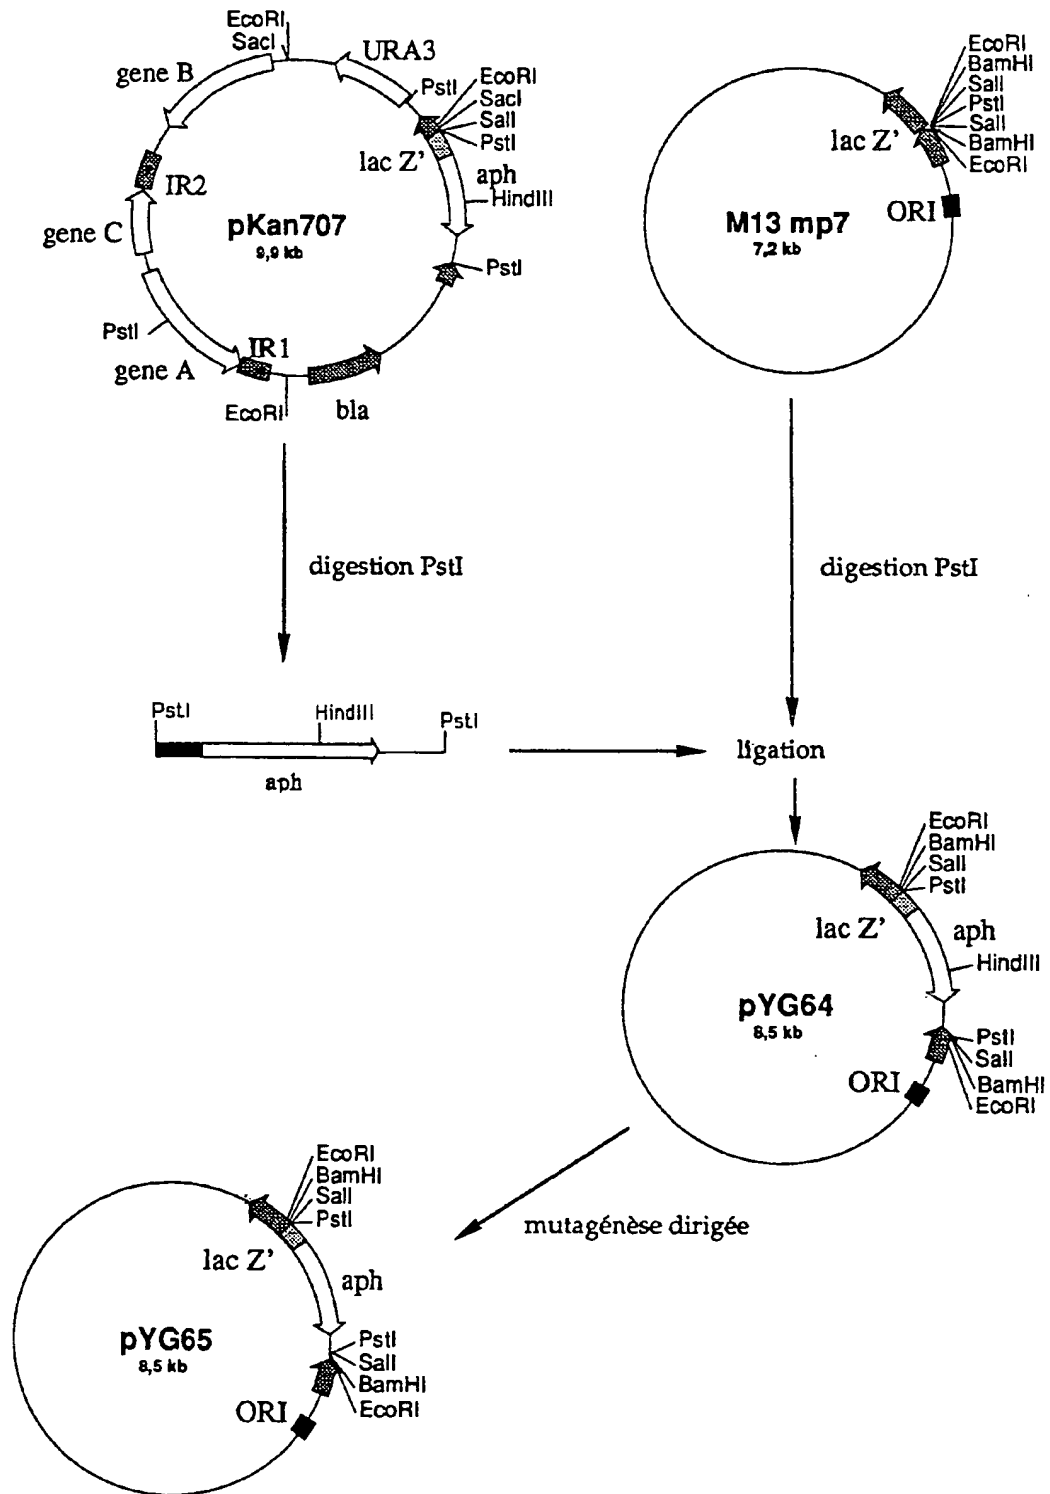 EcoRI
SacI
URA3
gene B
PstI
EcoRI
SacI
SalI
PstI
lac Z'
aph
HindIII
IR2
pKan707
9,9 kb
gene C
PstI
PstI
IR1
gene A
EcoRI
bla
EcoRI
BamHI
SalI
PstI
SalI
BamHI
EcoRI
lac Z'
ORI
M13 mp7
7,2 kb
digestion PstI
digestion PstI
PstI
HindIII
PstI
aph
ligation
EcoRI
BamHI
SalI
PstI
lac Z'
aph
HindIII
pYG64
8,5 kb
PstI
SalI
BamHI
EcoRI
ORI
mutagénèse dirigée
EcoRI
BamHI
SalI
PstI
lac Z'
aph
pYG65
8,5 kb
PstI
SalI
BamHI
EcoRI
ORI